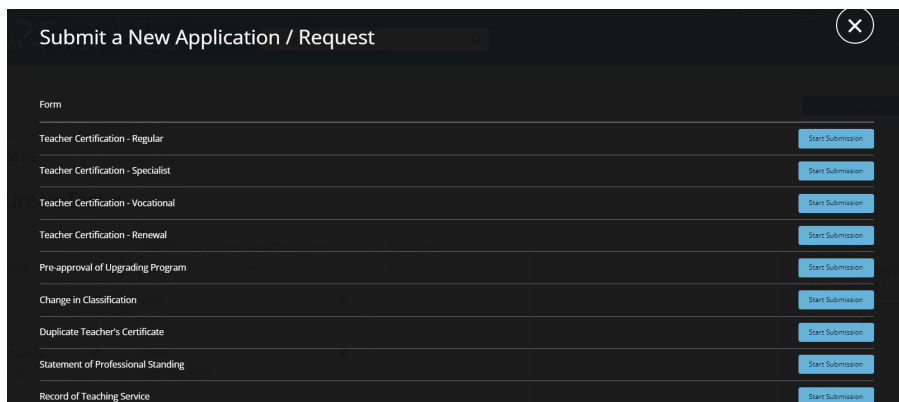 Submit a New Application / Request
Form
Teacher Certification - Regular
Start Submission
Teacher Certification - Specialist
Start Submission
Teacher Certification - Vocational
Start Submission
Teacher Certification - Renewal
Start Submission
Pre-approval of Upgrading Program
Start Submission
Change in Classification
Start Submission
Duplicate Teacher's Certificate
Start Submission
Statement of Professional Standing
Start Submission
Record of Teaching Service
Start Submission